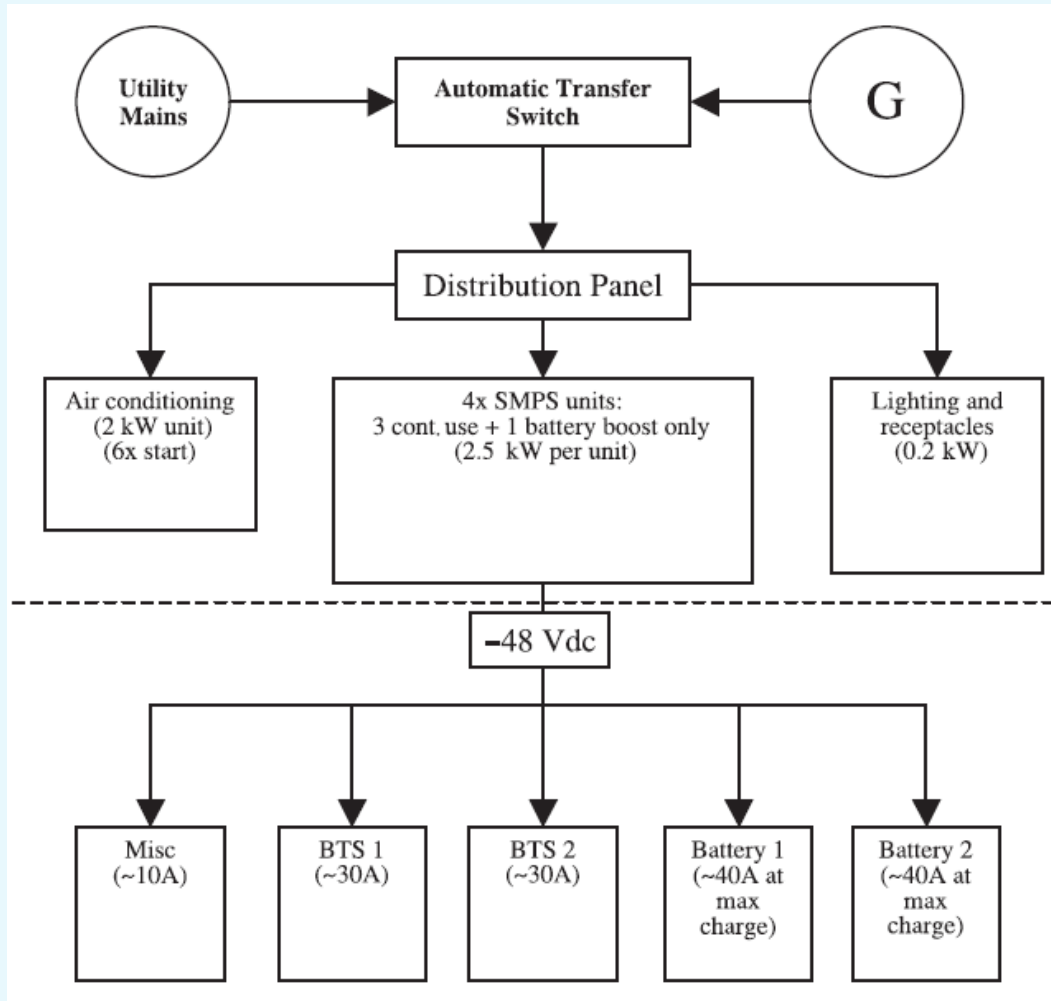 Utility
Mains
Automatic Transfer
Switch
G
Distribution Panel
Air conditioning
(2 kW unit)
(6x start)
4x SMPS units:
3 cont, use + 1 battery boost only
(2.5 kW per unit)
Lighting and
receptacles
(0.2 kW)
–48 Vdc
Misc
(~10A)
BTS 1
(~30A)
BTS 2
(~30A)
Battery 1
(~40A at
max
charge)
Battery 2
(~40A at
max
charge)